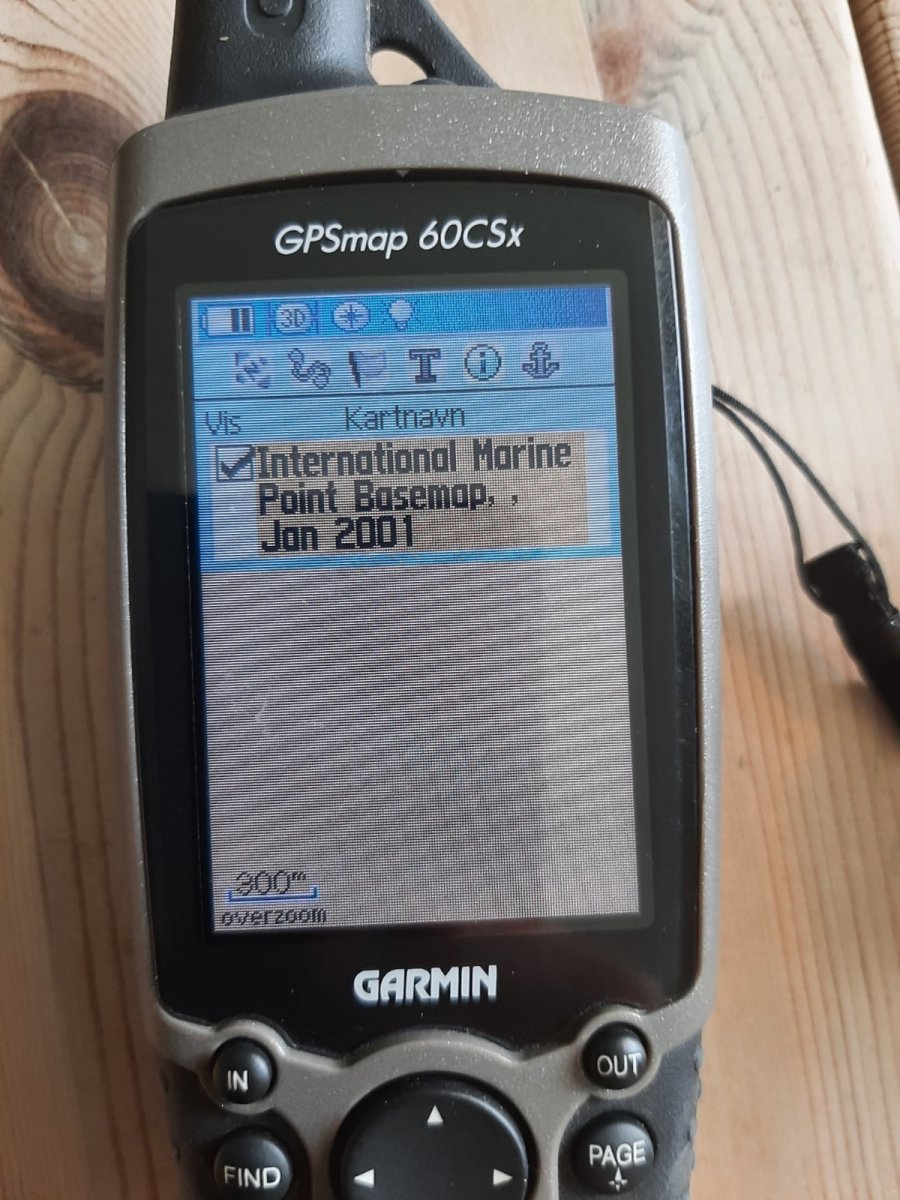 GPSmap 60CSx
3D
T
i
Vis Kartnavn
International Marine
Point Basemap, ,
Jan 2001
300m
overzoom
GARMIN
IN
OUT
FIND
PAGE